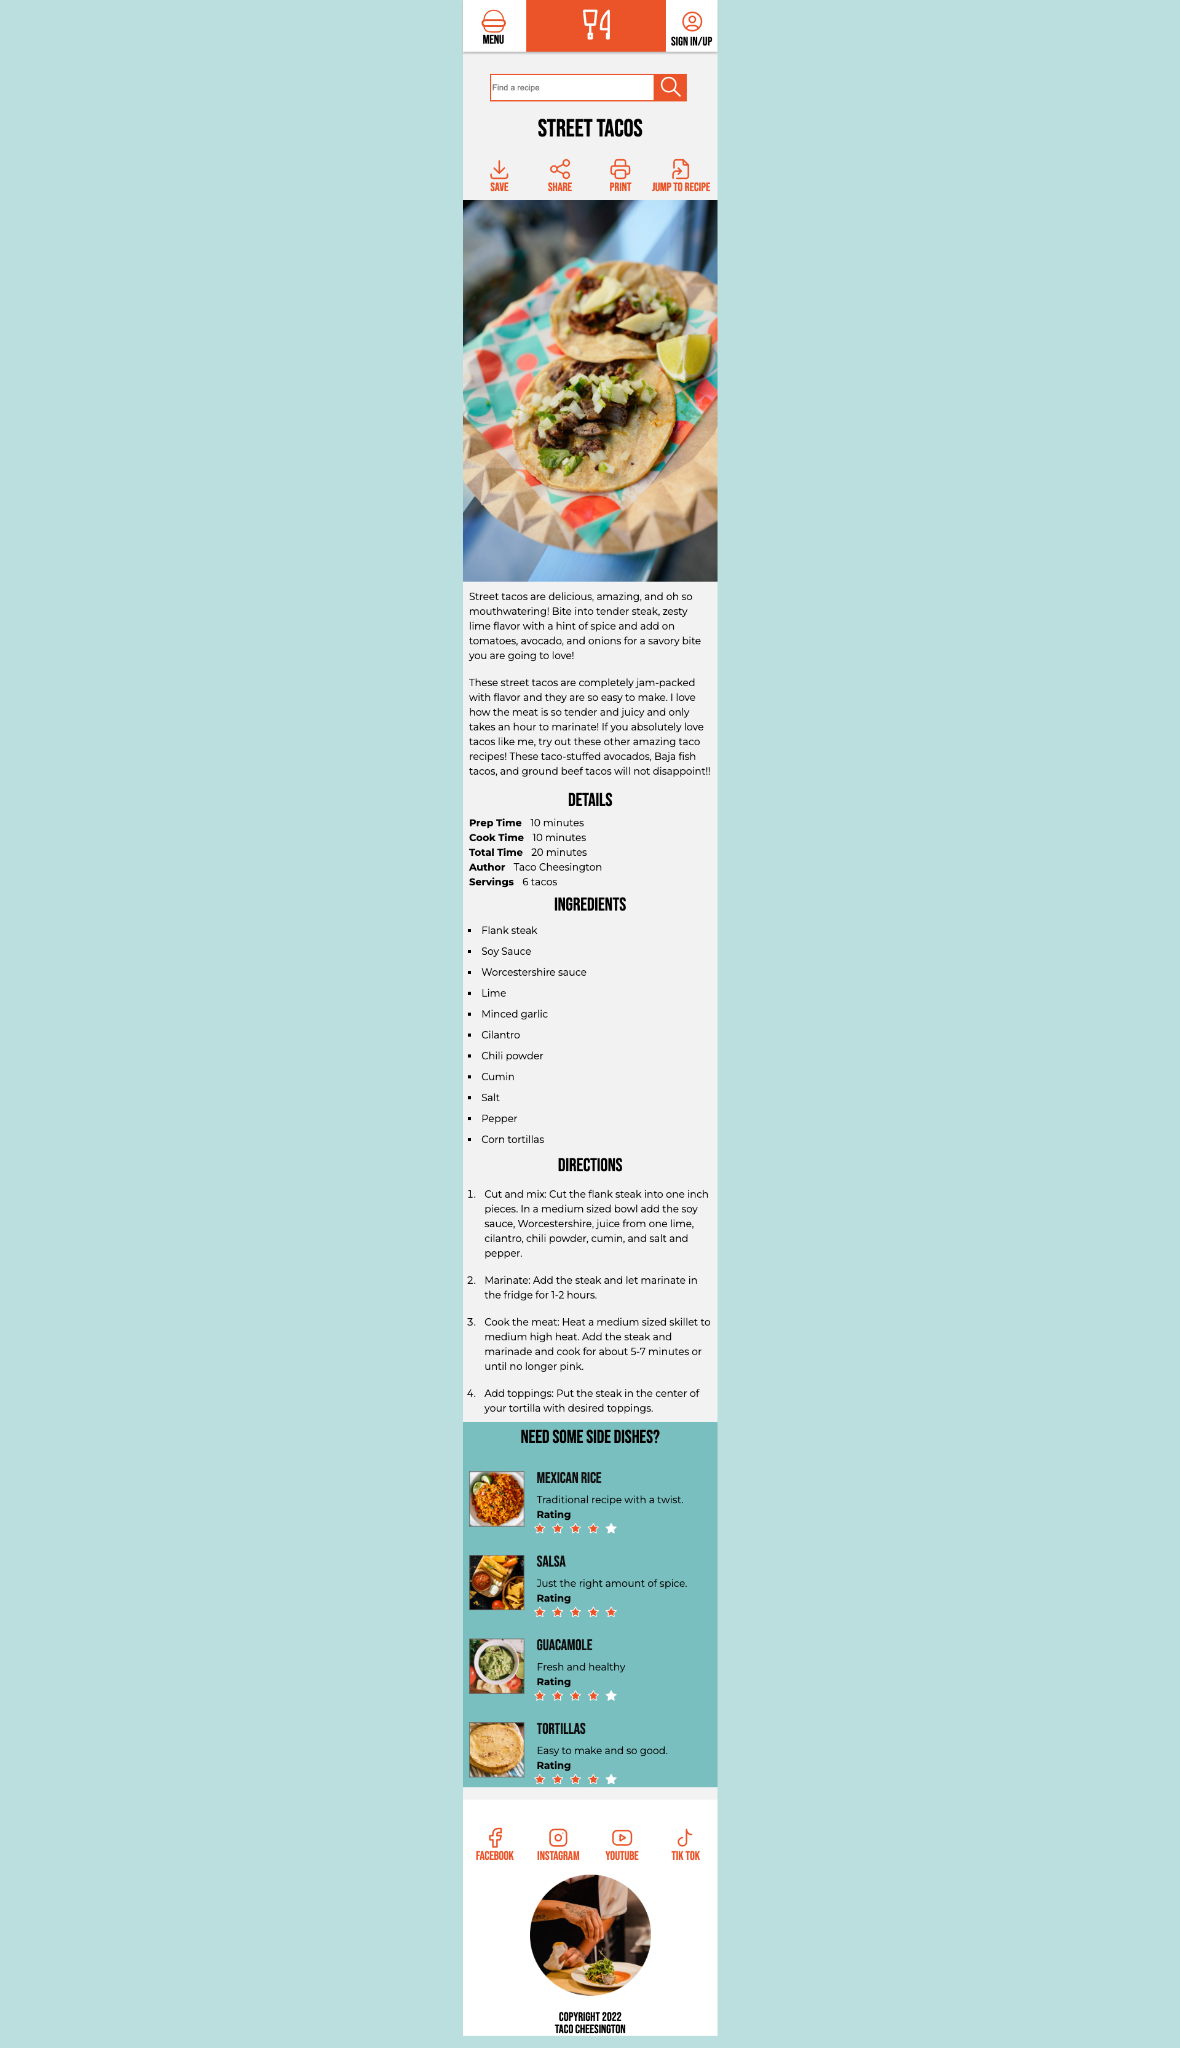 MENU
SIGN IN/UP
Find a recipe
STREET TACOS
SAVE
SHARE
PRINT
JUMP TO RECIPE
Street tacos are delicious, amazing, and oh so
mouthwatering! Bite into tender steak, zesty
lime flavor with a hint of spice and add on
tomatoes, avocado, and onions for a savory bite
you are going to love!
These street tacos are completely jam-packed
with flavor and they are so easy to make. I love
how the meat is so tender and juicy and only
takes an hour to marinate! If you absolutely love
tacos like me, try out these other amazing taco
recipes! These taco-stuffed avocados, Baja fish
tacos, and ground beef tacos will not disappoint!!
DETAILS
Prep Time 10 minutes
Cook Time 10 minutes
Total Time 20 minutes
Author Taco Cheesington
Servings 6 tacos
INGREDIENTS
▪ Flank steak
▪ Soy Sauce
▪ Worcestershire sauce
▪ Lime
▪ Minced garlic
▪ Cilantro
▪ Chili powder
▪ Cumin
▪ Salt
▪ Pepper
▪ Corn tortillas
DIRECTIONS
1. Cut and mix: Cut the flank steak into one inch
pieces. In a medium sized bowl add the soy
sauce, Worcestershire, juice from one lime,
cilantro, chili powder, cumin, and salt and
pepper.
2. Marinate: Add the steak and let marinate in
the fridge for 1-2 hours.
3. Cook the meat: Heat a medium sized skillet to
medium high heat. Add the steak and
marinade and cook for about 5-7 minutes or
until no longer pink.
4. Add toppings: Put the steak in the center of
your tortilla with desired toppings.
NEED SOME SIDE DISHES?
MEXICAN RICE
Traditional recipe with a twist.
Rating
SALSA
Just the right amount of spice.
Rating
GUACAMOLE
Fresh and healthy
Rating
TORTILLAS
Easy to make and so good.
Rating
FACEBOOK
INSTAGRAM
YOUTUBE
TIK TOK
COPYRIGHT 2022
TACO CHEESINGTON